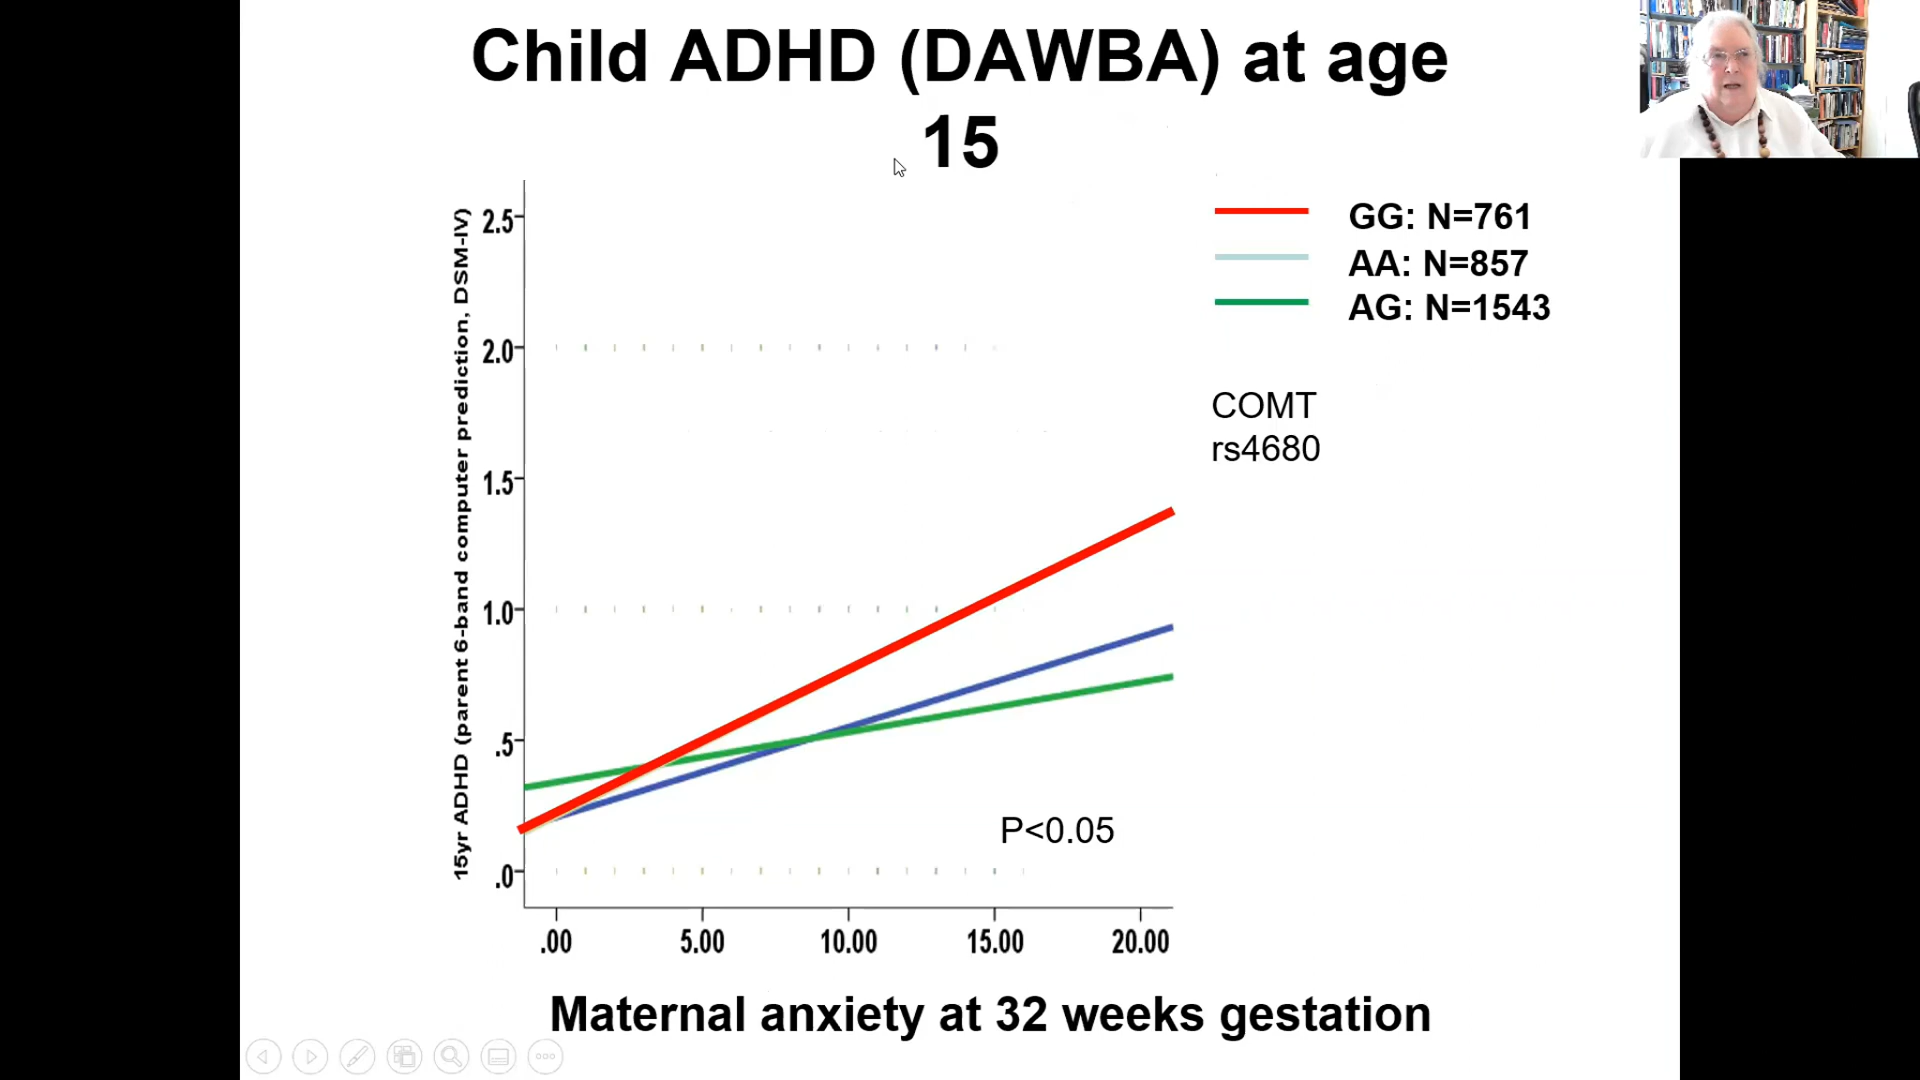 Child ADHD (DAWBA) at age
15
GG: N=761
AA: N=857
AG: N=1543
COMT
rs4680
15yr ADHD (parent 6-band computer prediction, DSM-IV)
2.5
2.0
1.5
1.0
.5
.0
P<0.05
.00 5.00 10.00 15.00 20.00
Maternal anxiety at 32 weeks gestation